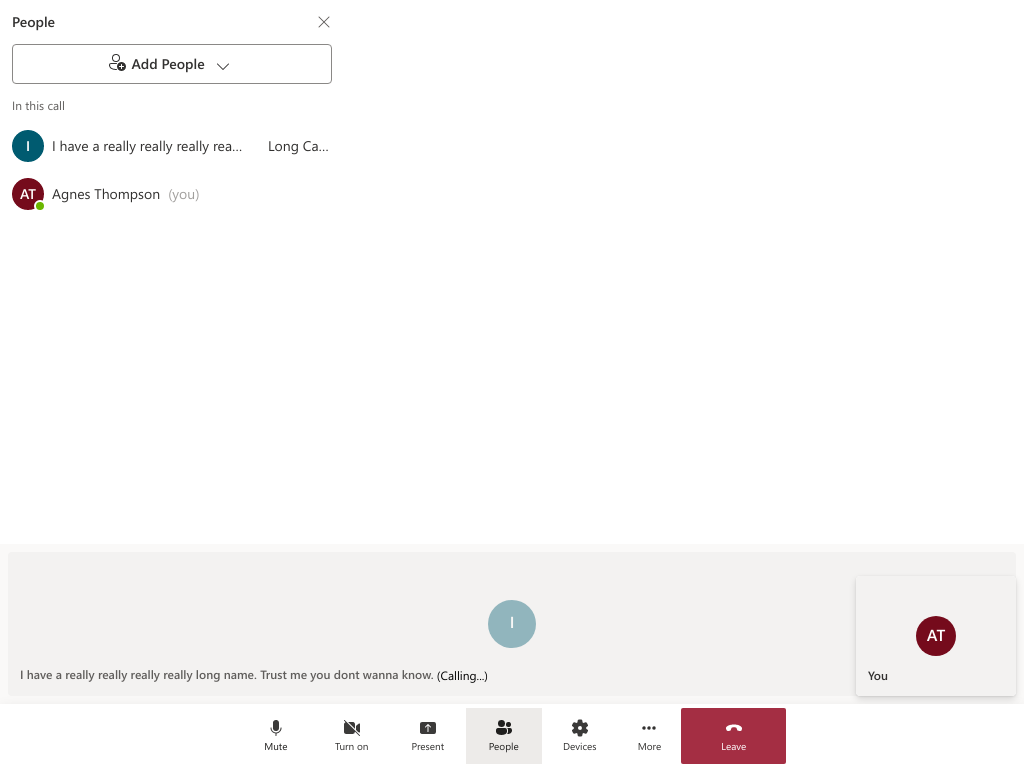 People
Add People
In this call
I
I have a really really really rea...
Long Ca...
AT
Agnes Thompson (you)
I
I have a really really really really long name. Trust me you dont wanna know. (Calling...)
AT
You
Mute
Turn on
Present
People
Devices
More
Leave